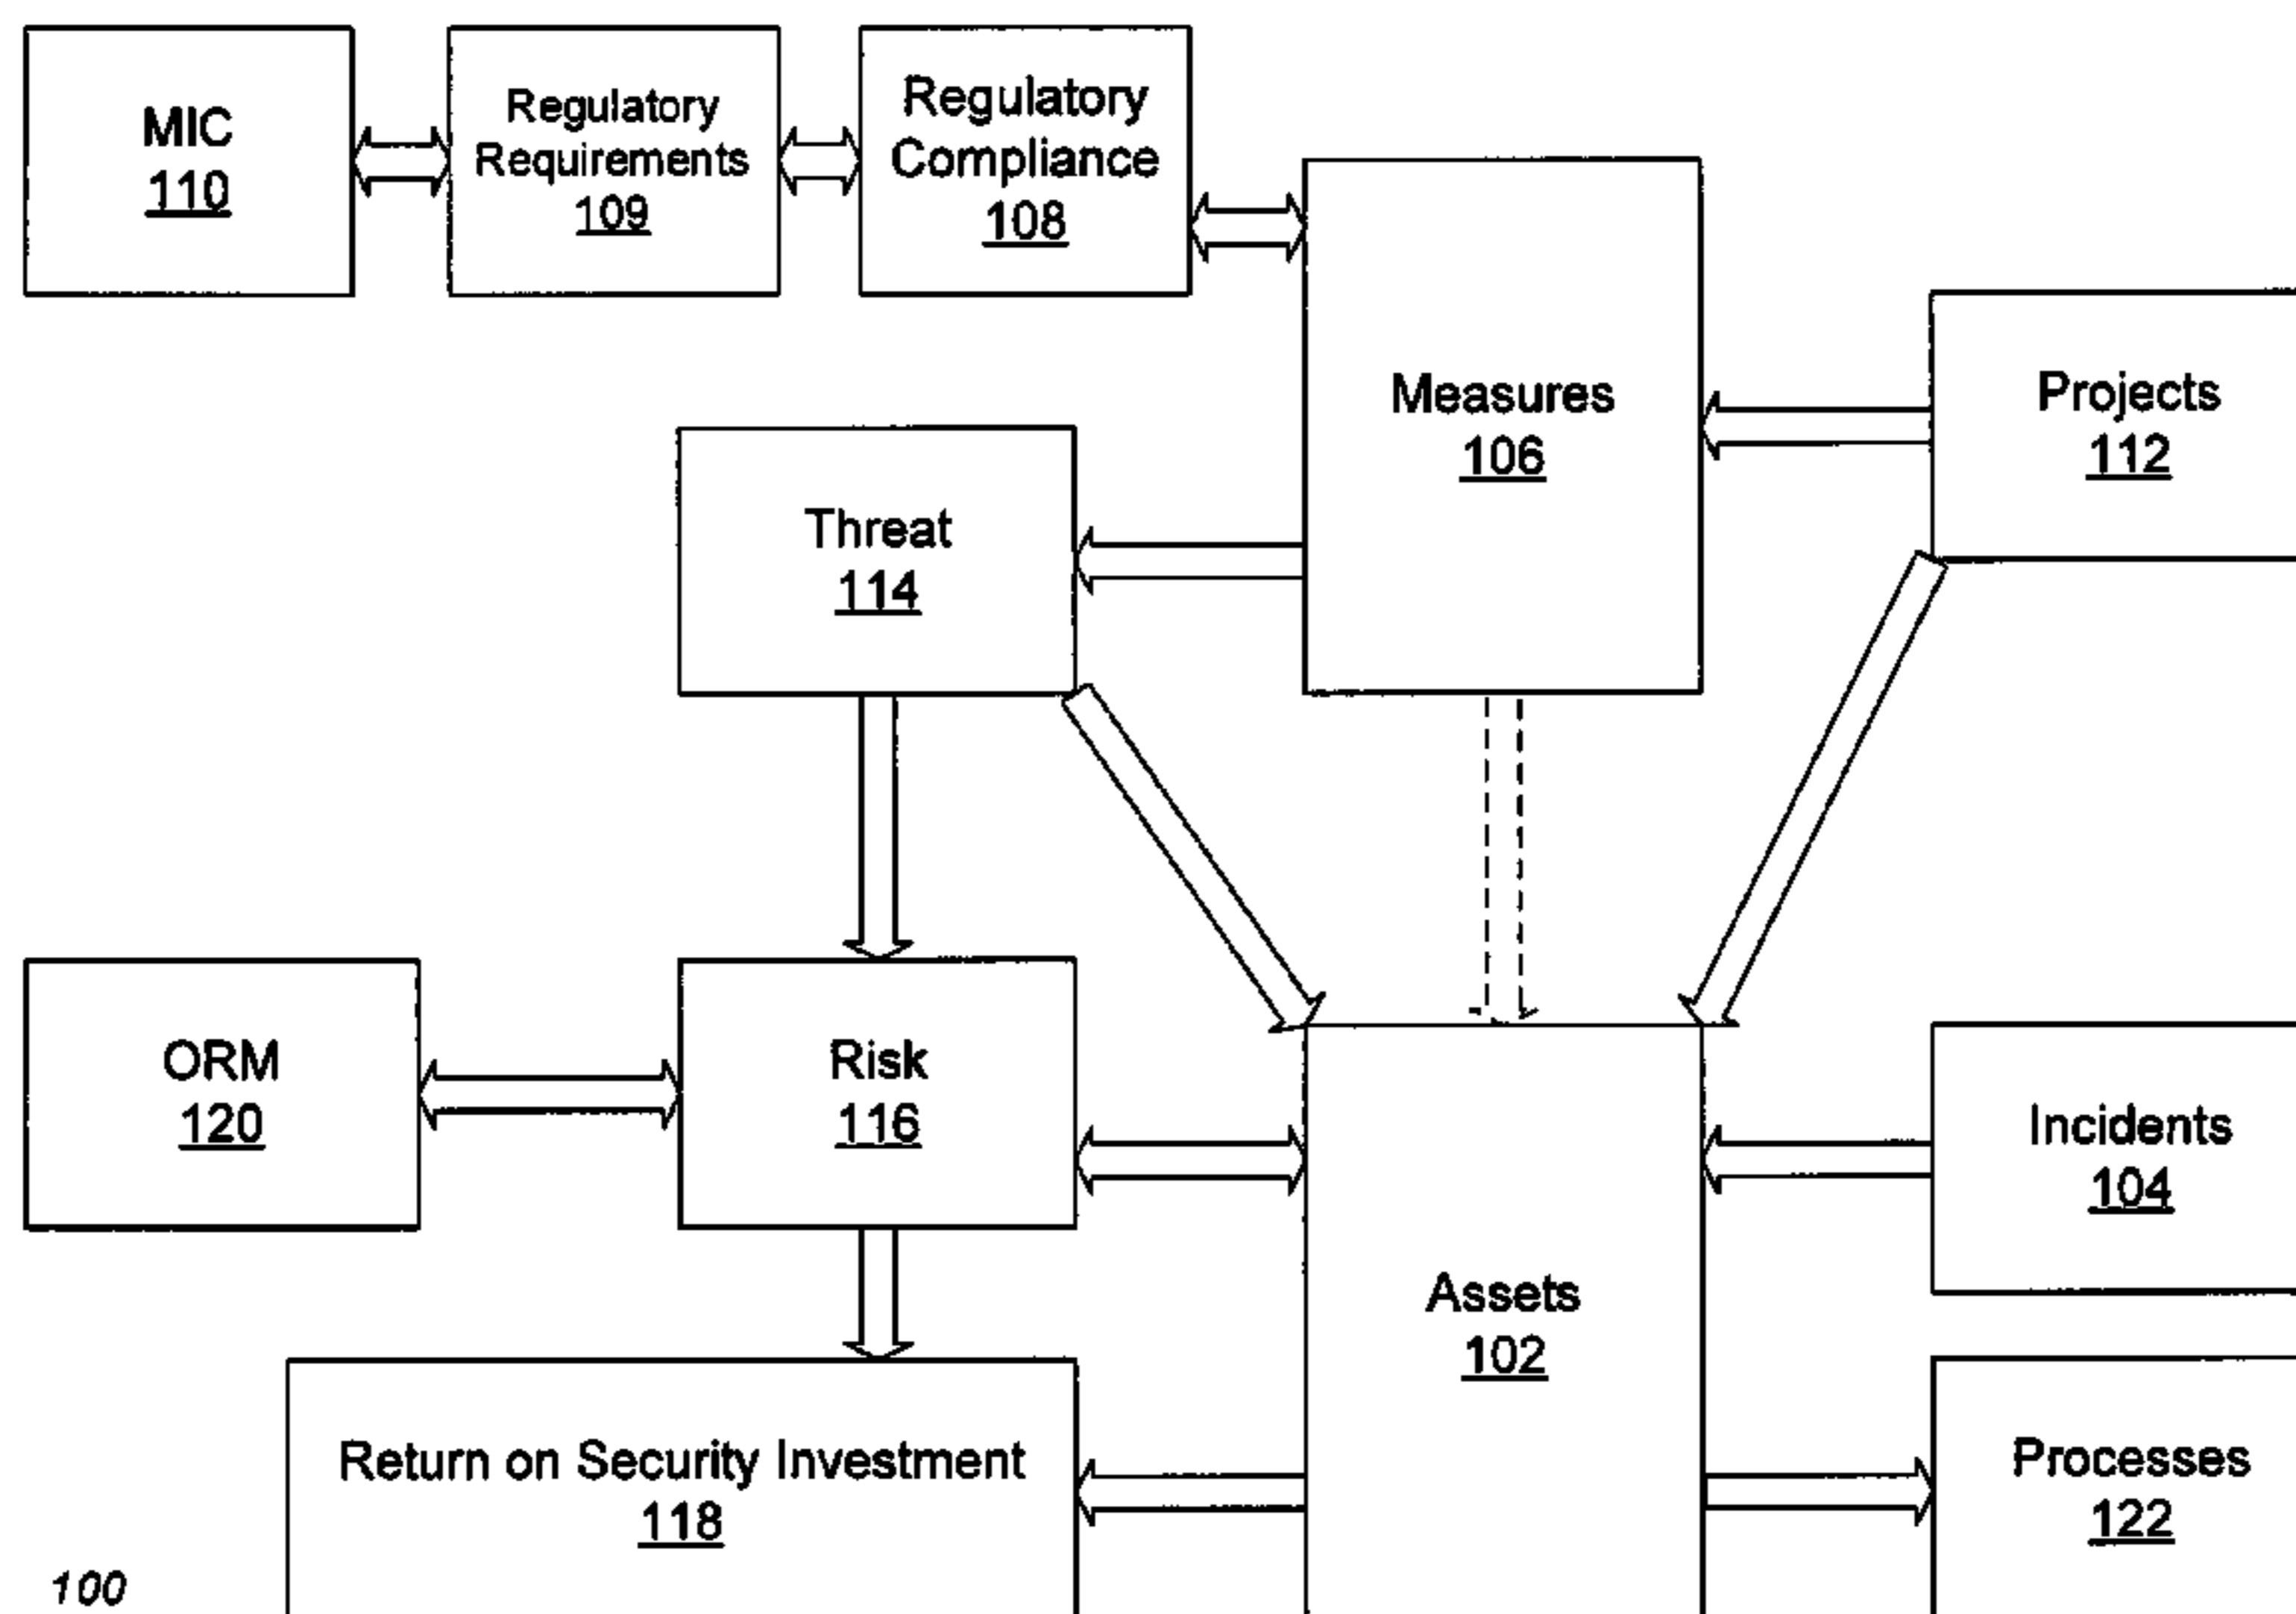 MIC
110
Regulatory
Requirements
109
Regulatory
Compliance
108
Measures
106
Projects
112
Threat
114
ORM
120
Risk
116
Incidents
104
Assets
102
Return on Security Investment
118
Processes
122
100